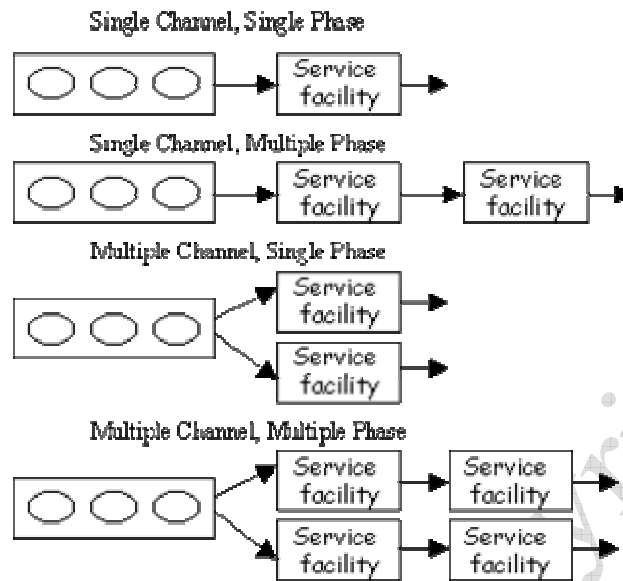 Single Channel, Single Phase
Service
facility
Single Channel, Multiple Phase
Service
facility
Service
facility
Multiple Channel, Single Phase
Service
facility
Service
facility
Multiple Channel, Multiple Phase
Service
facility
Service
facility
Service
facility
Service
facility